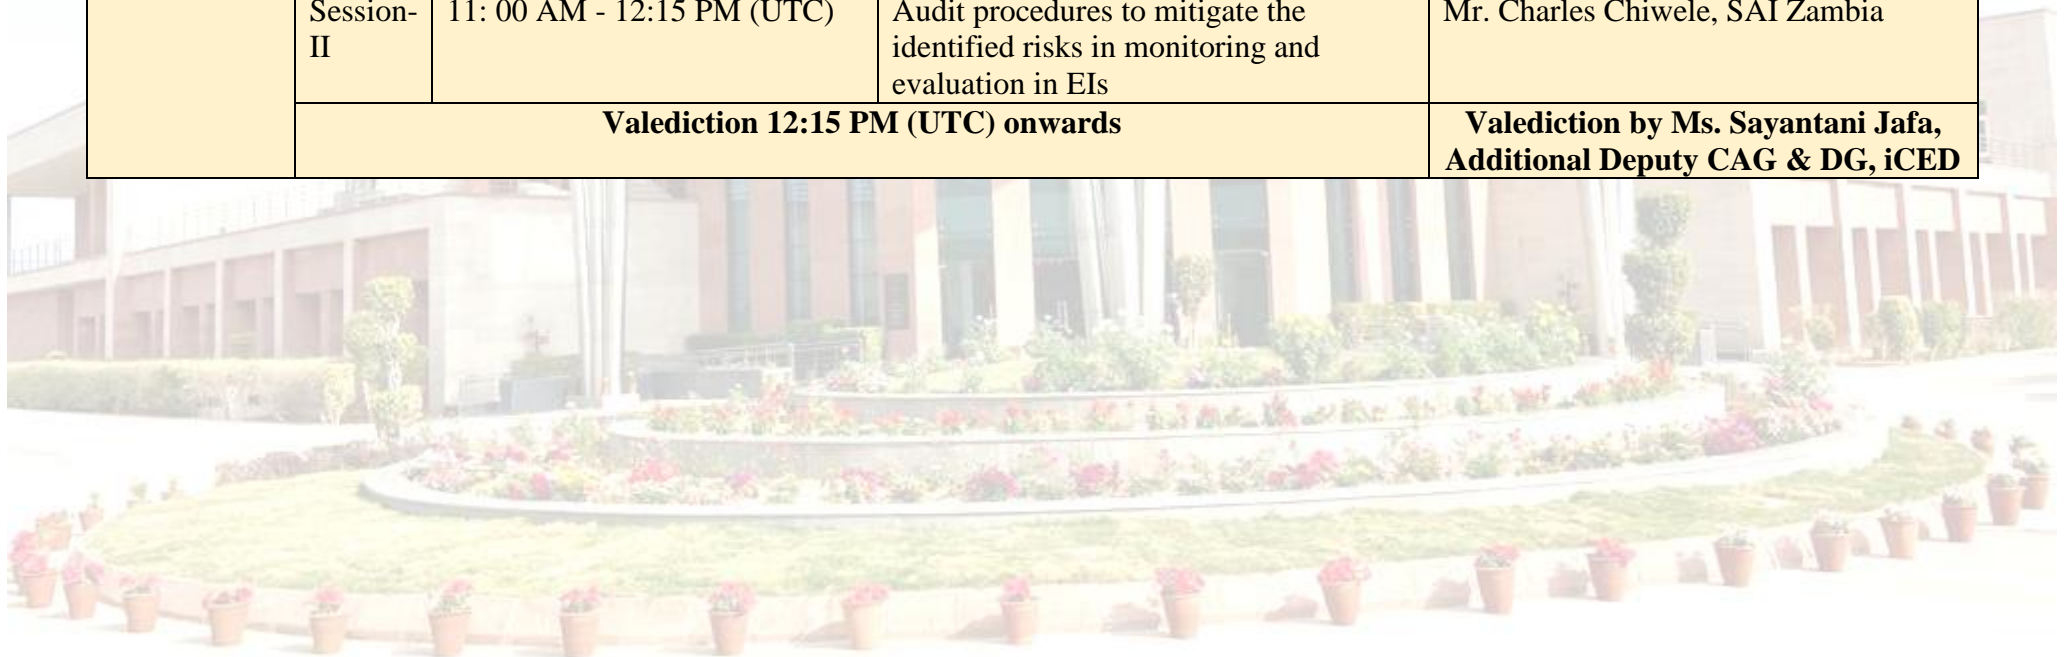 Session-
II
11: 00 AM - 12:15 PM (UTC)
Audit procedures to mitigate the
identified risks in monitoring and
evaluation in EIs
Mr. Charles Chiwele, SAI Zambia
Valediction 12:15 PM (UTC) onwards
Valediction by Ms. Sayantani Jafa,
Additional Deputy CAG & DG, iCED